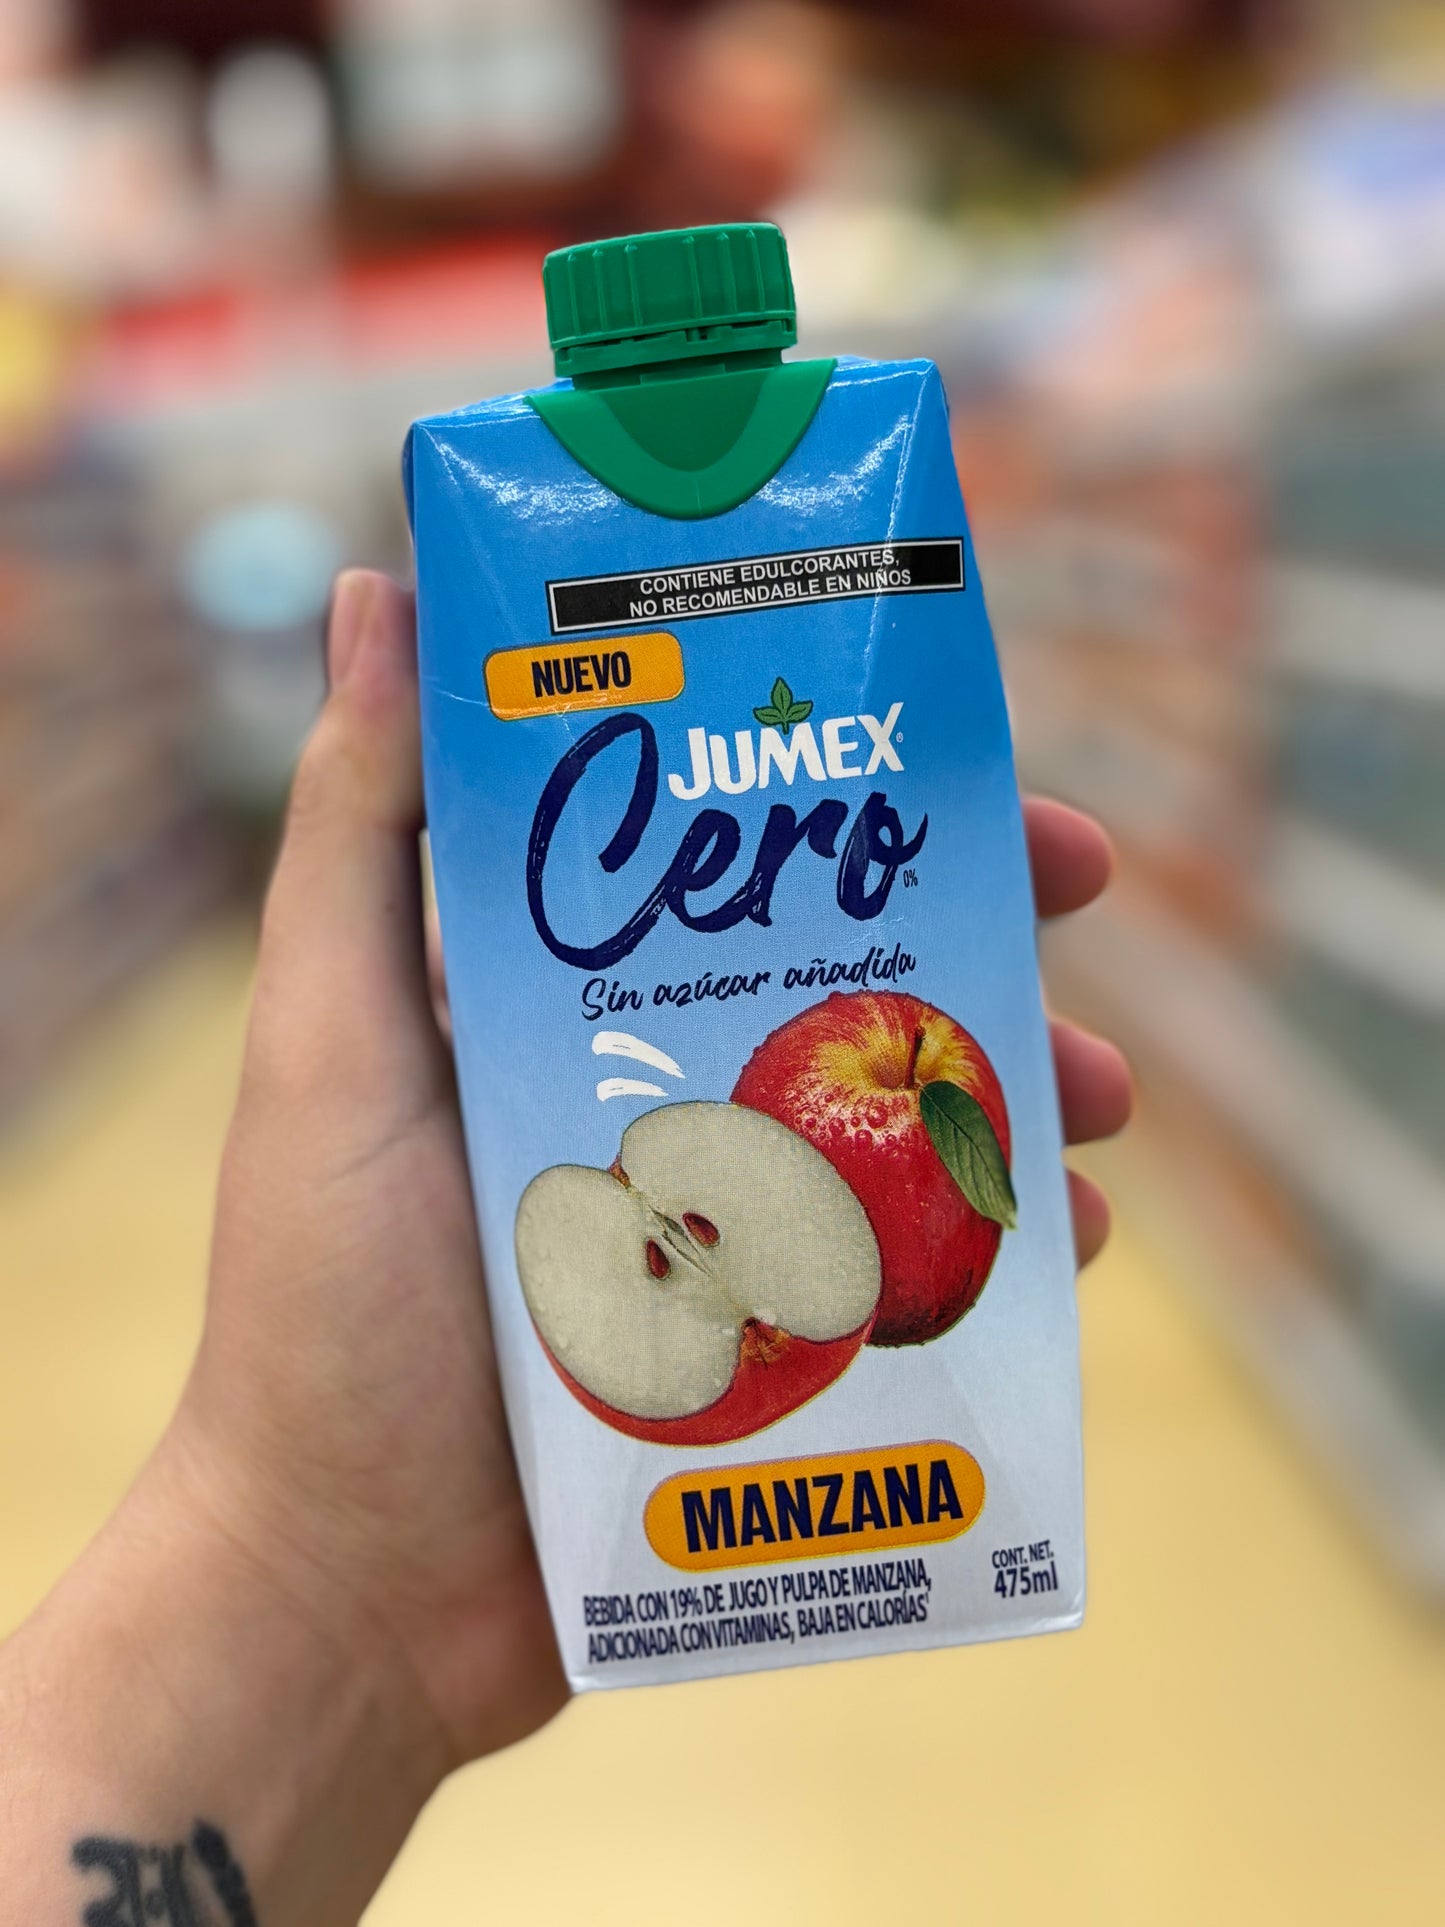 CONTIENE EDULCORANTES,
NO RECOMENDABLE EN NIÑOS
NUEVO
JUMEX®
Cero
0%
Sin azúcar añadida
MANZANA
BEBIDA CON 19% DE JUGO Y PULPA DE MANZANA,
ADICIONADA CON VITAMINAS, BAJA EN CALORÍAS¹
CONT. NET.
475ml